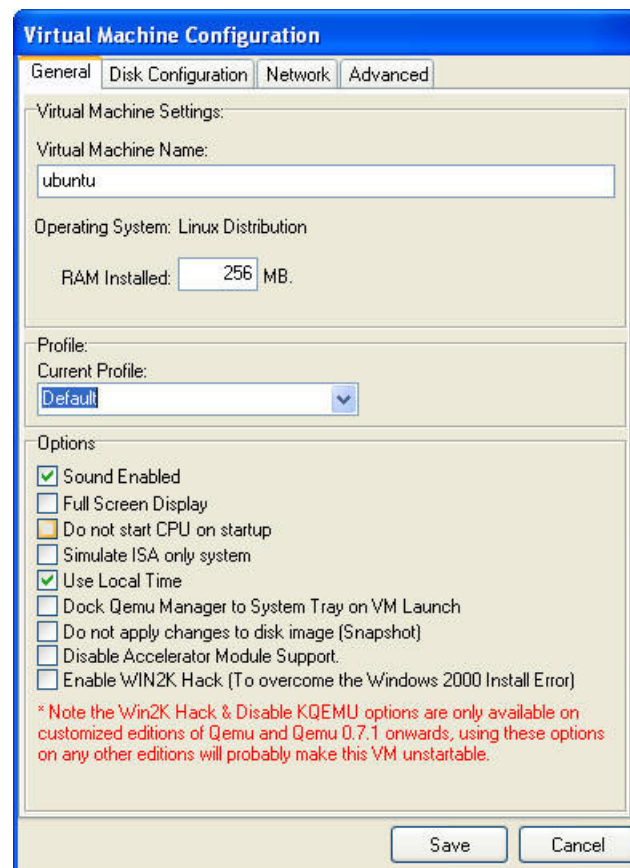 Virtual Machine Configuration
General Disk Configuration Network Advanced
Virtual Machine Settings:
Virtual Machine Name:
ubuntu
Operating System: Linux Distribution
RAM Installed: 256 MB.
Profile:
Current Profile:
Default
Options
Sound Enabled
Full Screen Display
Do not start CPU on startup
Simulate ISA only system
Use Local Time
Dock Qemu Manager to System Tray on VM Launch
Do not apply changes to disk image (Snapshot)
Disable Accelerator Module Support.
Enable WIN2K Hack (To overcome the Windows 2000 Install Error)
* Note the Win2K Hack & Disable KQEMU options are only available on
customized editions of Qemu and Qemu 0.7.1 onwards, using these options
on any other editions will probably make this VM unstartable.
Save Cancel